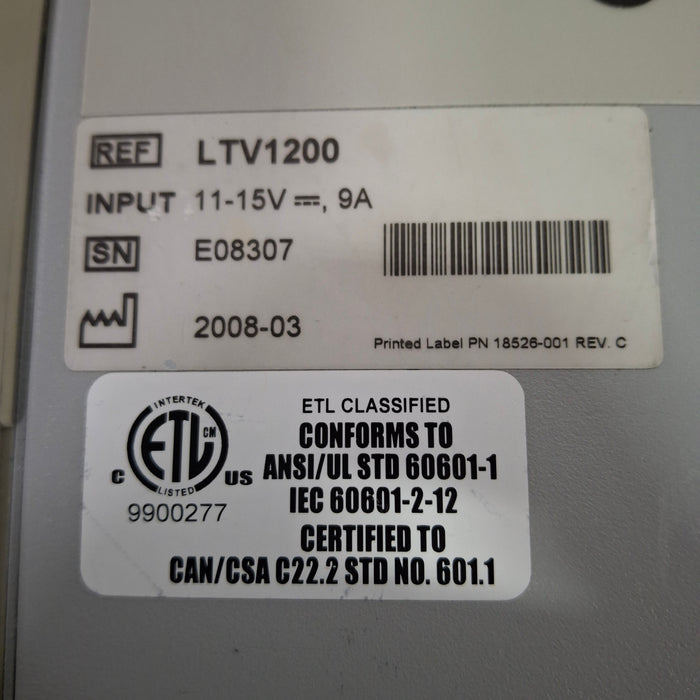 REF LTV1200
INPUT 11-15V ⎓, 9A
SN E08307
2008-03
Printed Label PN 18526-001 REV. C
INTERTEK
ETL CM
LISTED
C US
9900277
ETL CLASSIFIED
CONFORMS TO
ANSI/UL STD 60601-1
IEC 60601-2-12
CERTIFIED TO
CAN/CSA C22.2 STD NO. 601.1